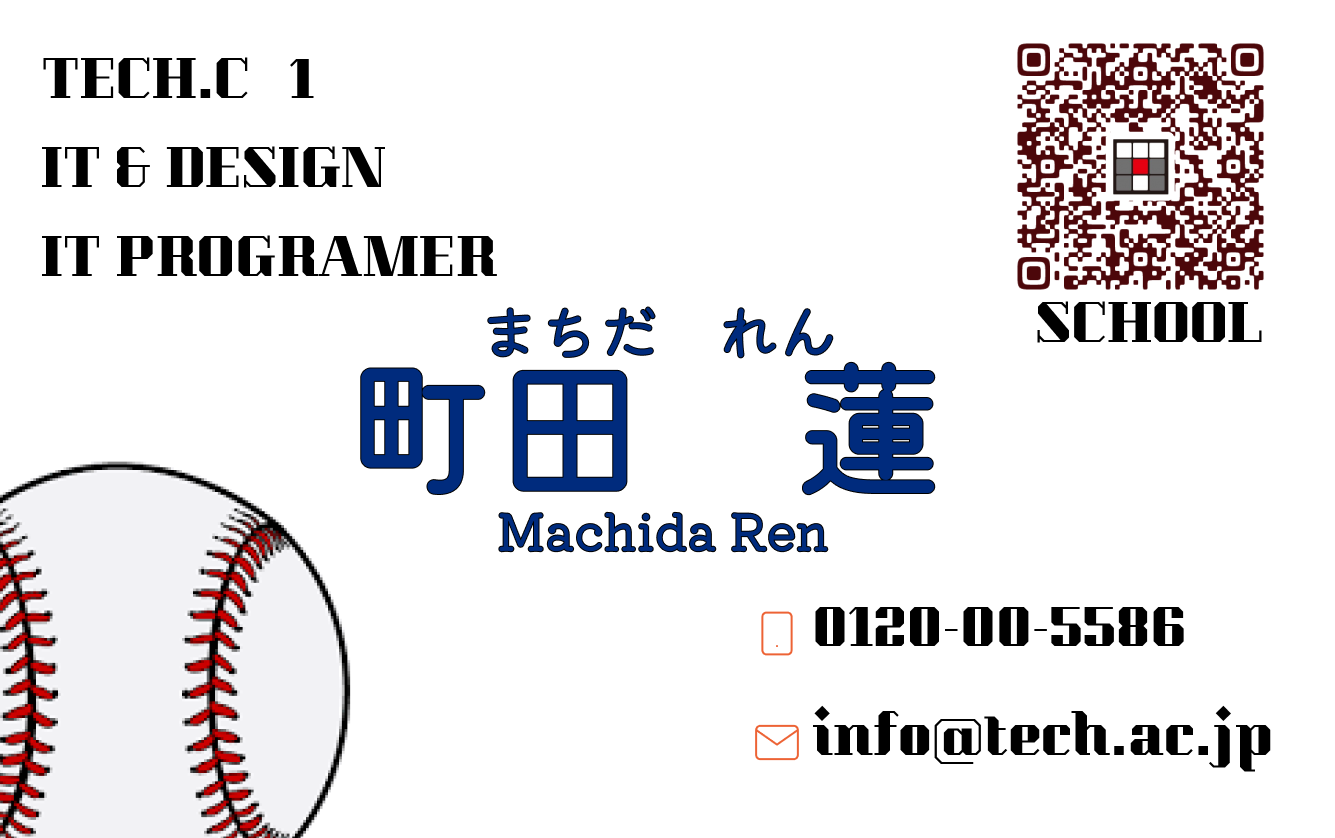 TECH.C 1
IT & DESIGN
IT PROGRAMER
SCHOOL
まちだ れん
町田 蓮
Machida Ren
0120-00-5586
info@tech.ac.jp